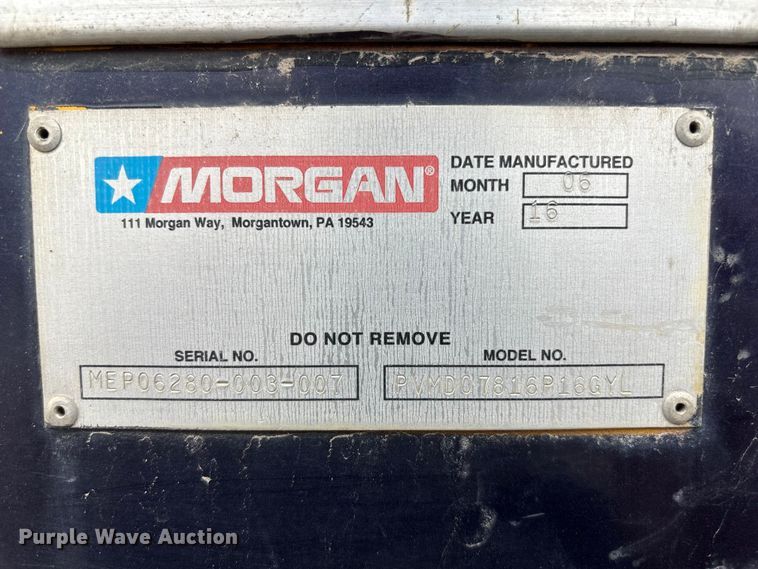 MORGAN®
111 Morgan Way, Morgantown, PA 19543
DATE MANUFACTURED
MONTH 06
YEAR 16
DO NOT REMOVE
SERIAL NO. MODEL NO.
MEP06280-003-007 PVMD07816P16GYL
Purple Wave Auction